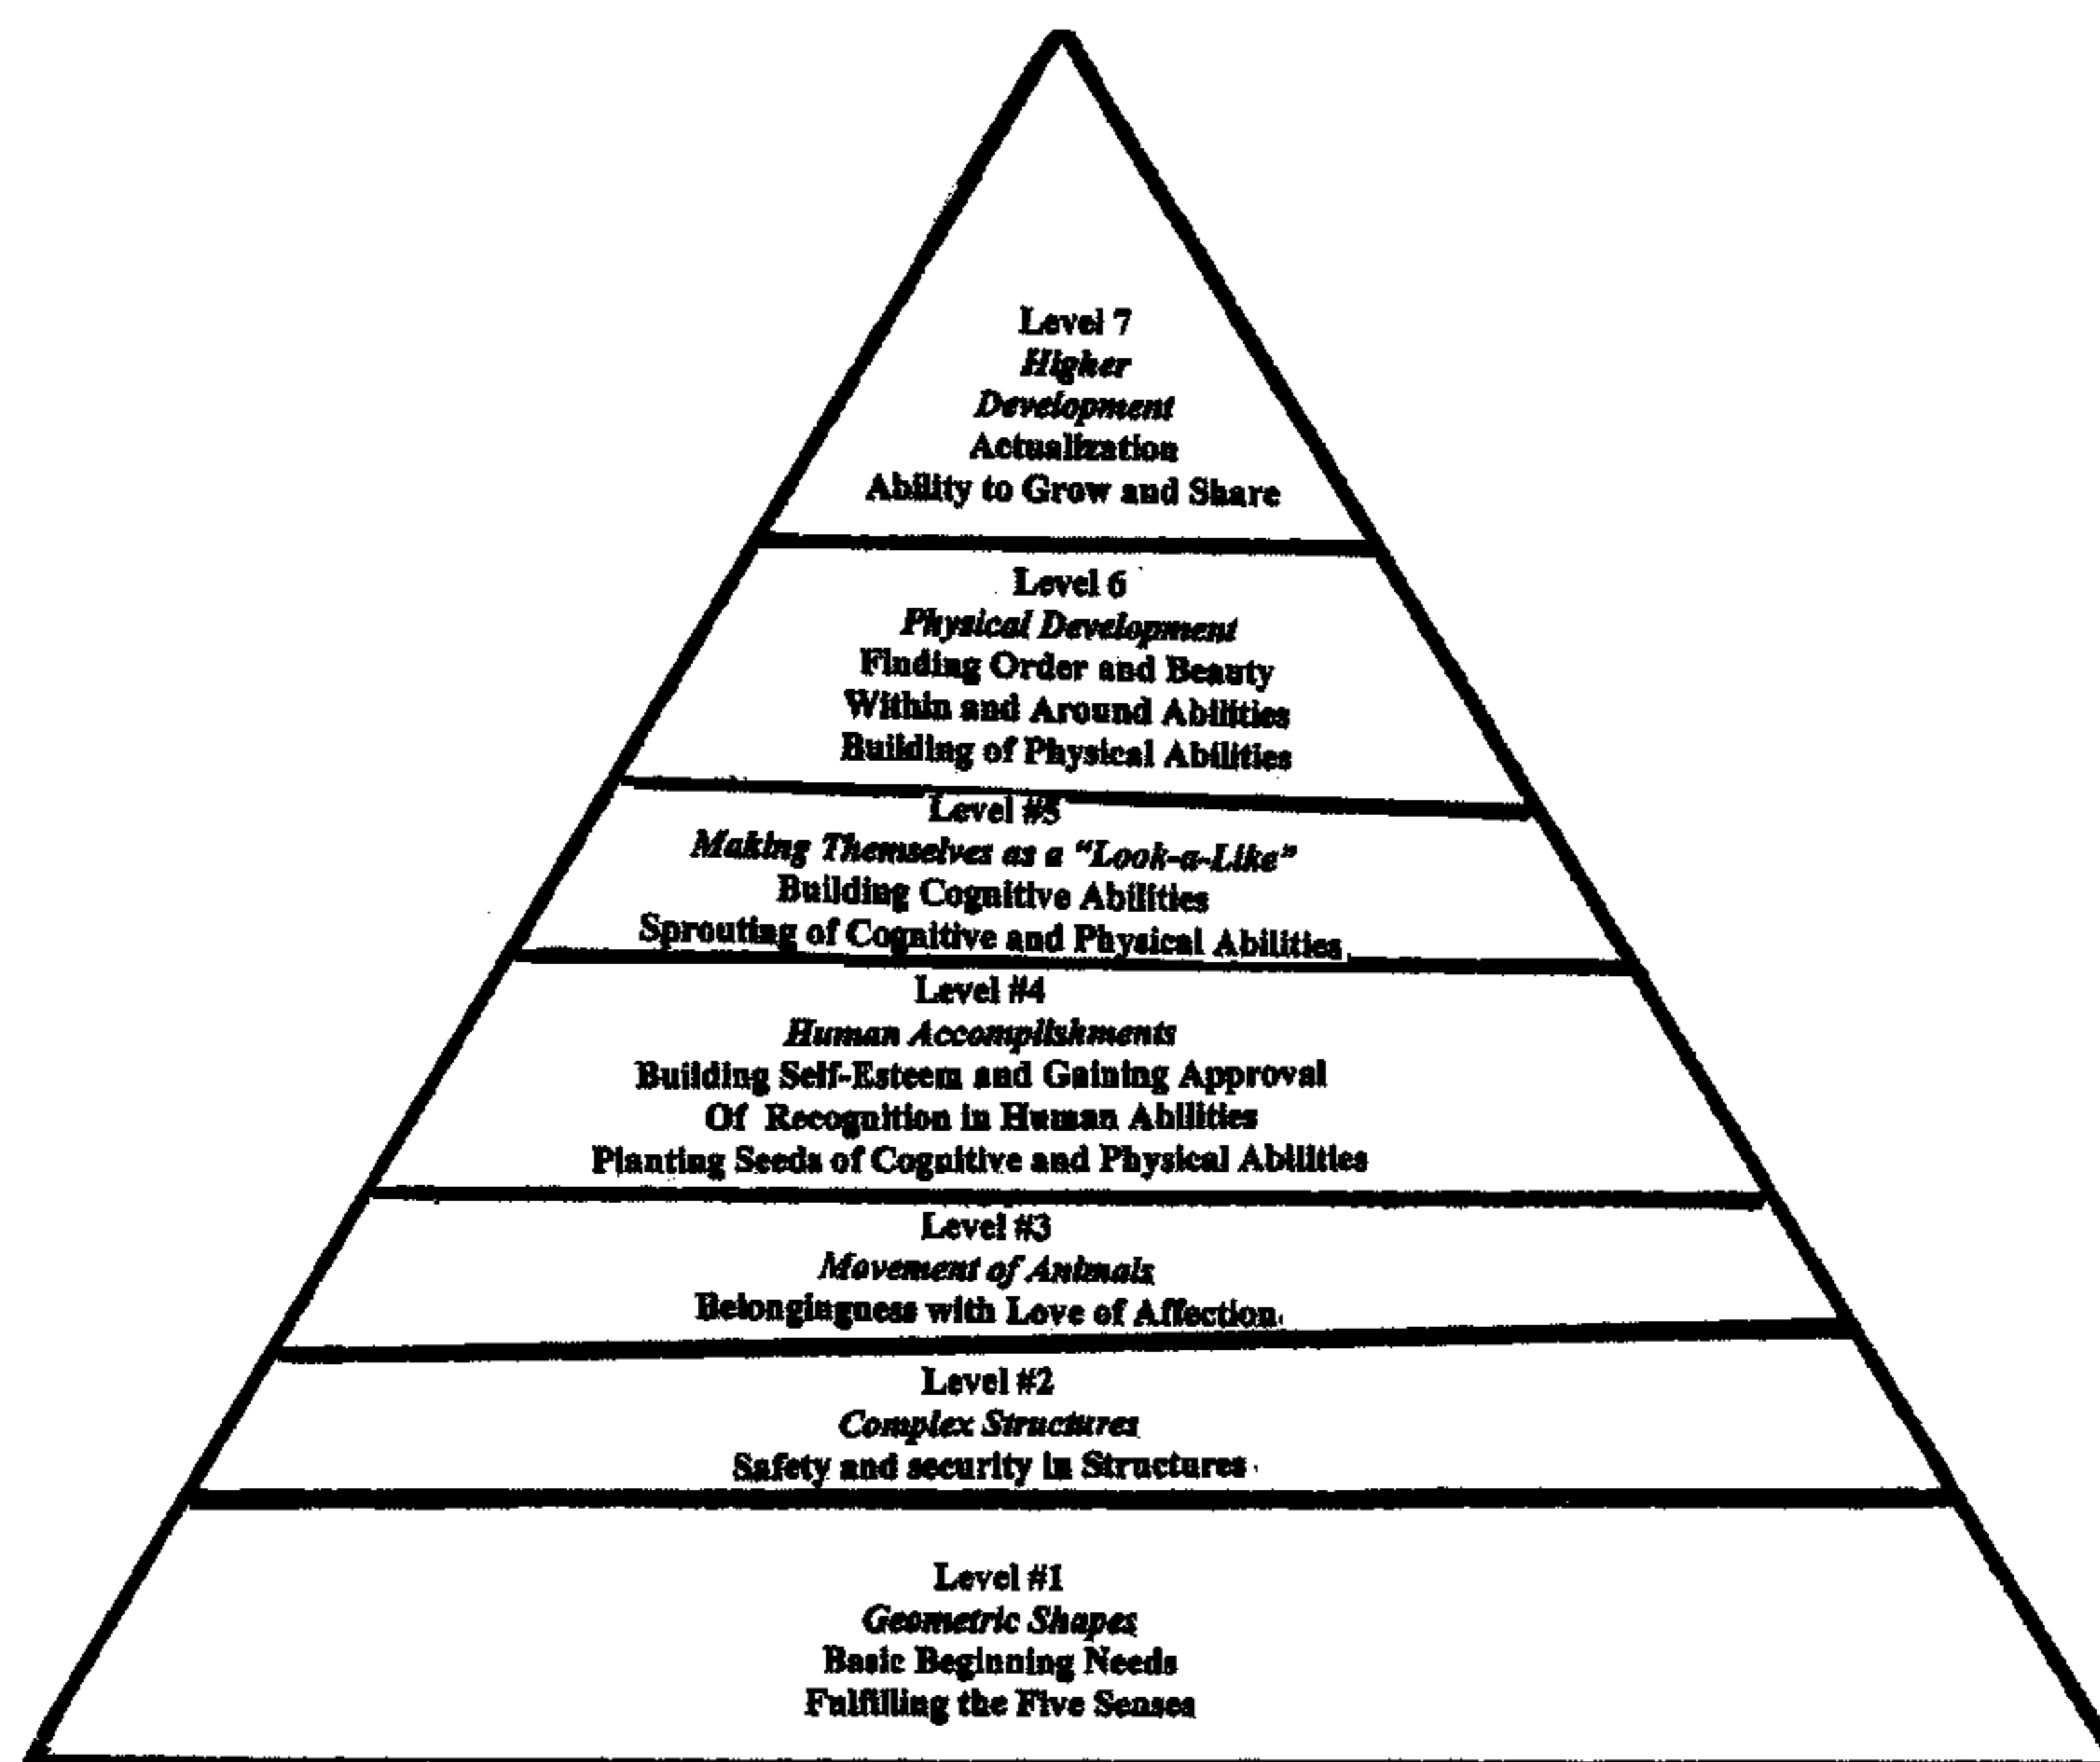 Level 7
Higher
Development
Actualization
Ability to Grow and Share
Level 6
Physical Development
Finding Order and Beauty
Within and Around Abilities
Building of Physical Abilities
Level #5
Making Themselves as a “Look-a-Like”
Building Cognitive Abilities
Sprouting of Cognitive and Physical Abilities
Level #4
Human Accomplishments
Building Self-Esteem and Gaining Approval
Of Recognition in Human Abilities
Planting Seeds of Cognitive and Physical Abilities
Level #3
Movement of Animals
Belongingness with Love of Affection
Level #2
Complex Structures
Safety and security in Structures
Level #1
Geometric Shapes
Basic Beginning Needs
Fulfilling the Five Senses